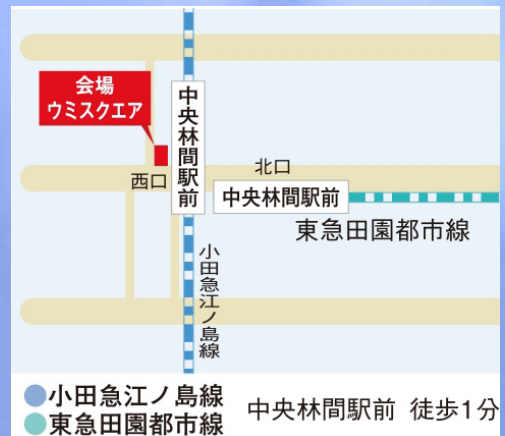 会場
ウミスクエア
中央林間駅前
北口
西口
中央林間駅前
東急田園都市線
小田急江ノ島線
●小田急江ノ島線
●東急田園都市線
中央林間駅前 徒歩1分